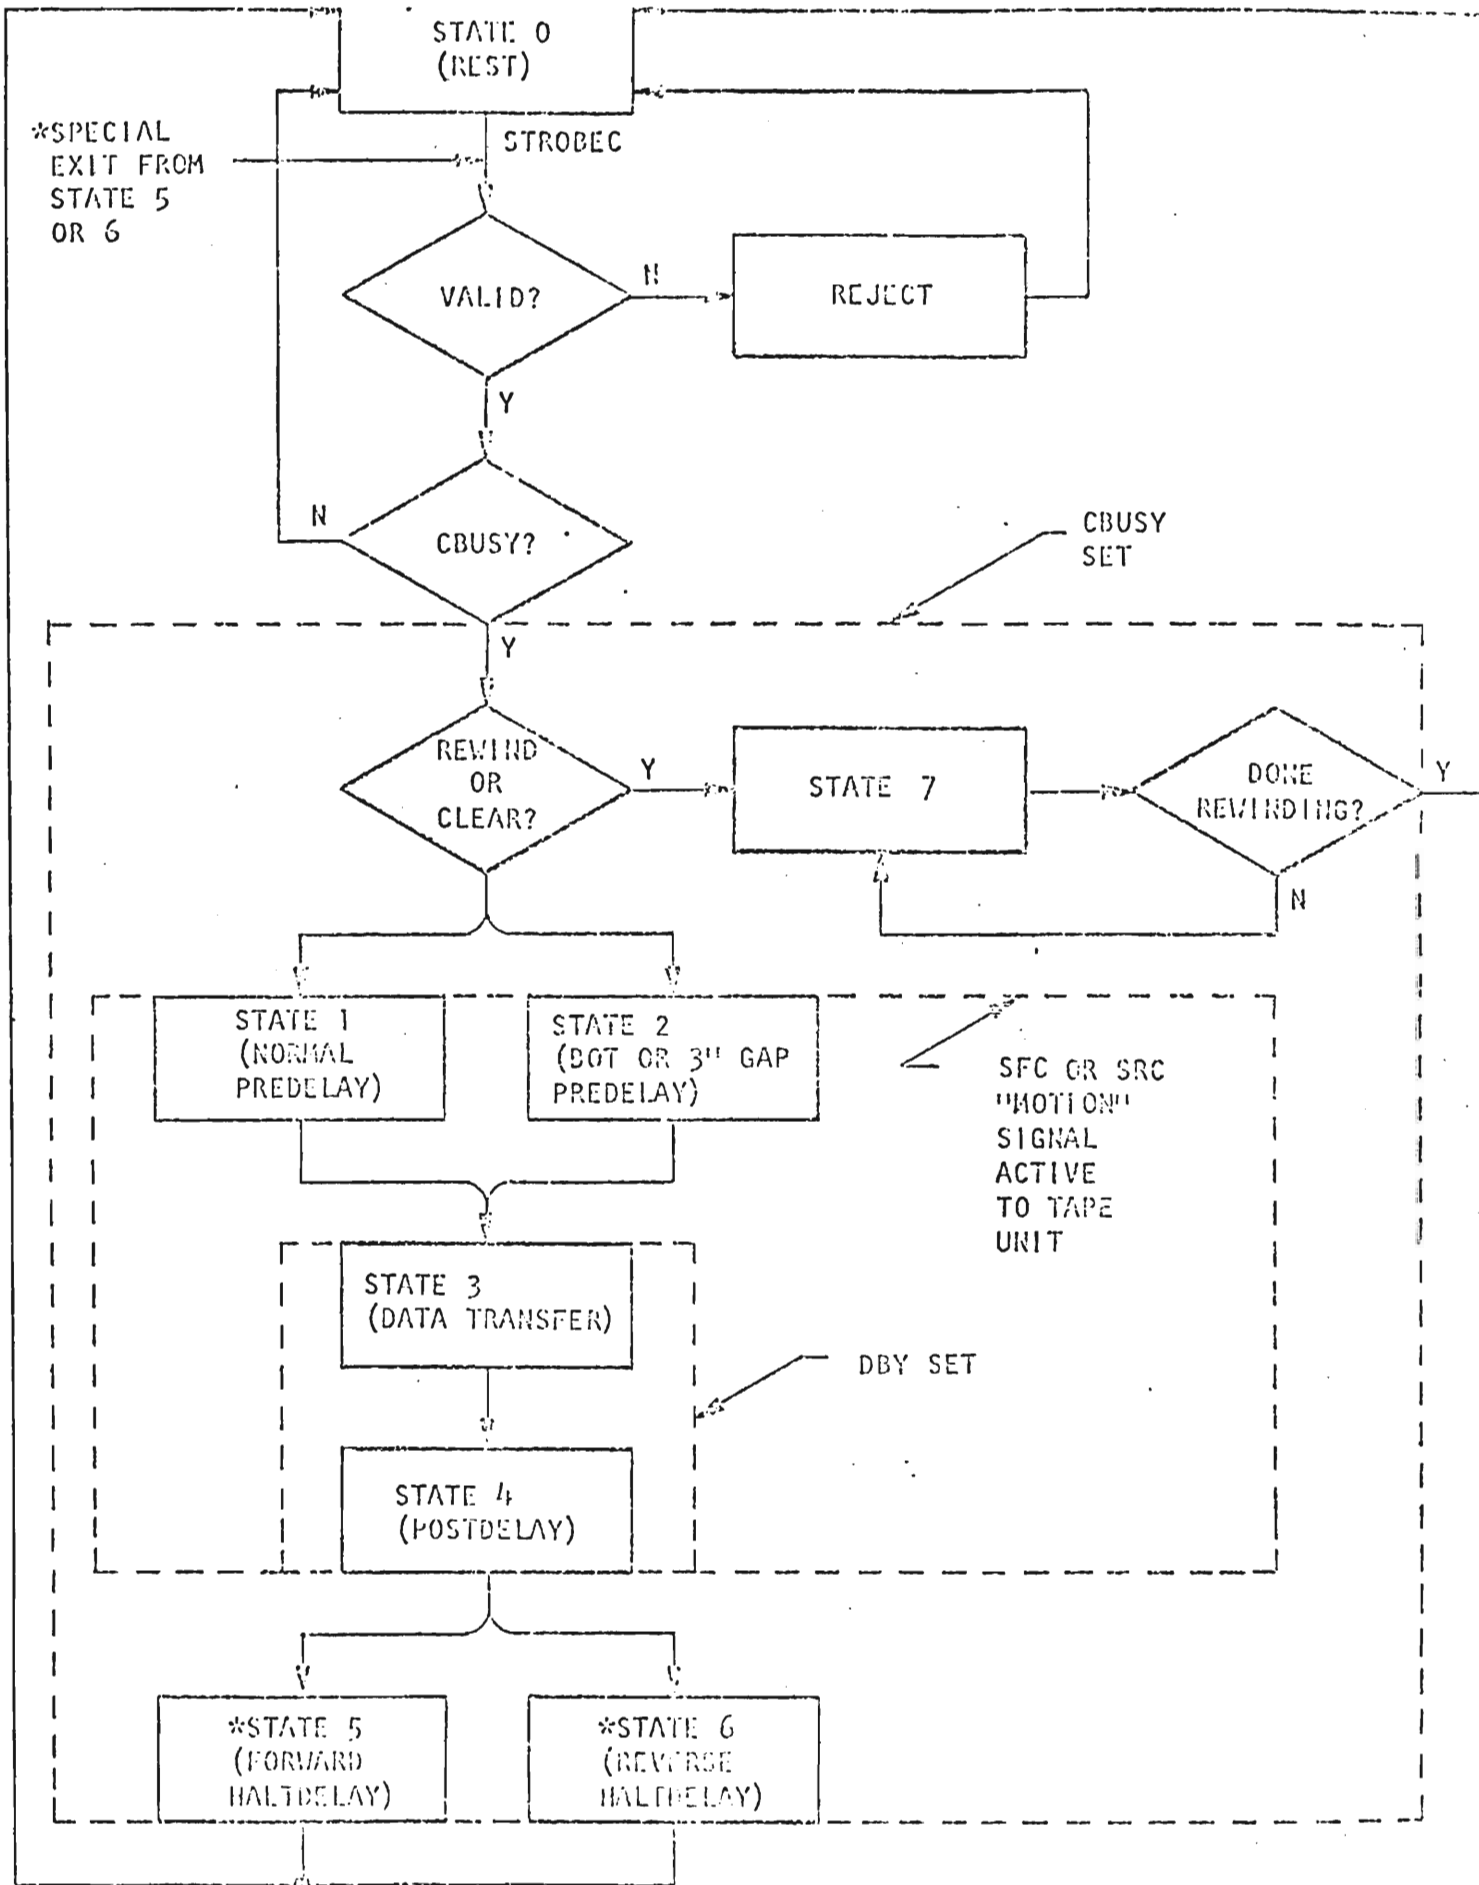 STATE 0
(REST)
STROBEC
*SPECIAL
EXIT FROM
STATE 5
OR 6
VALID?
N
REJECT
Y
N
CBUSY?
CBUSY
SET
Y
REWIND
OR
CLEAR?
Y
STATE 7
DONE
REWINDING?
Y
N
STATE 1
(NORMAL
PREDELAY)
STATE 2
(BOT OR 3" GAP
PREDELAY)
SFC OR SRC
"MOTION"
SIGNAL
ACTIVE
TO TAPE
UNIT
STATE 3
(DATA TRANSFER)
DBY SET
STATE 4
(POSTDELAY)
*STATE 5
(FORWARD
HALTDELAY)
*STATE 6
(REVERSE
HALTDELAY)